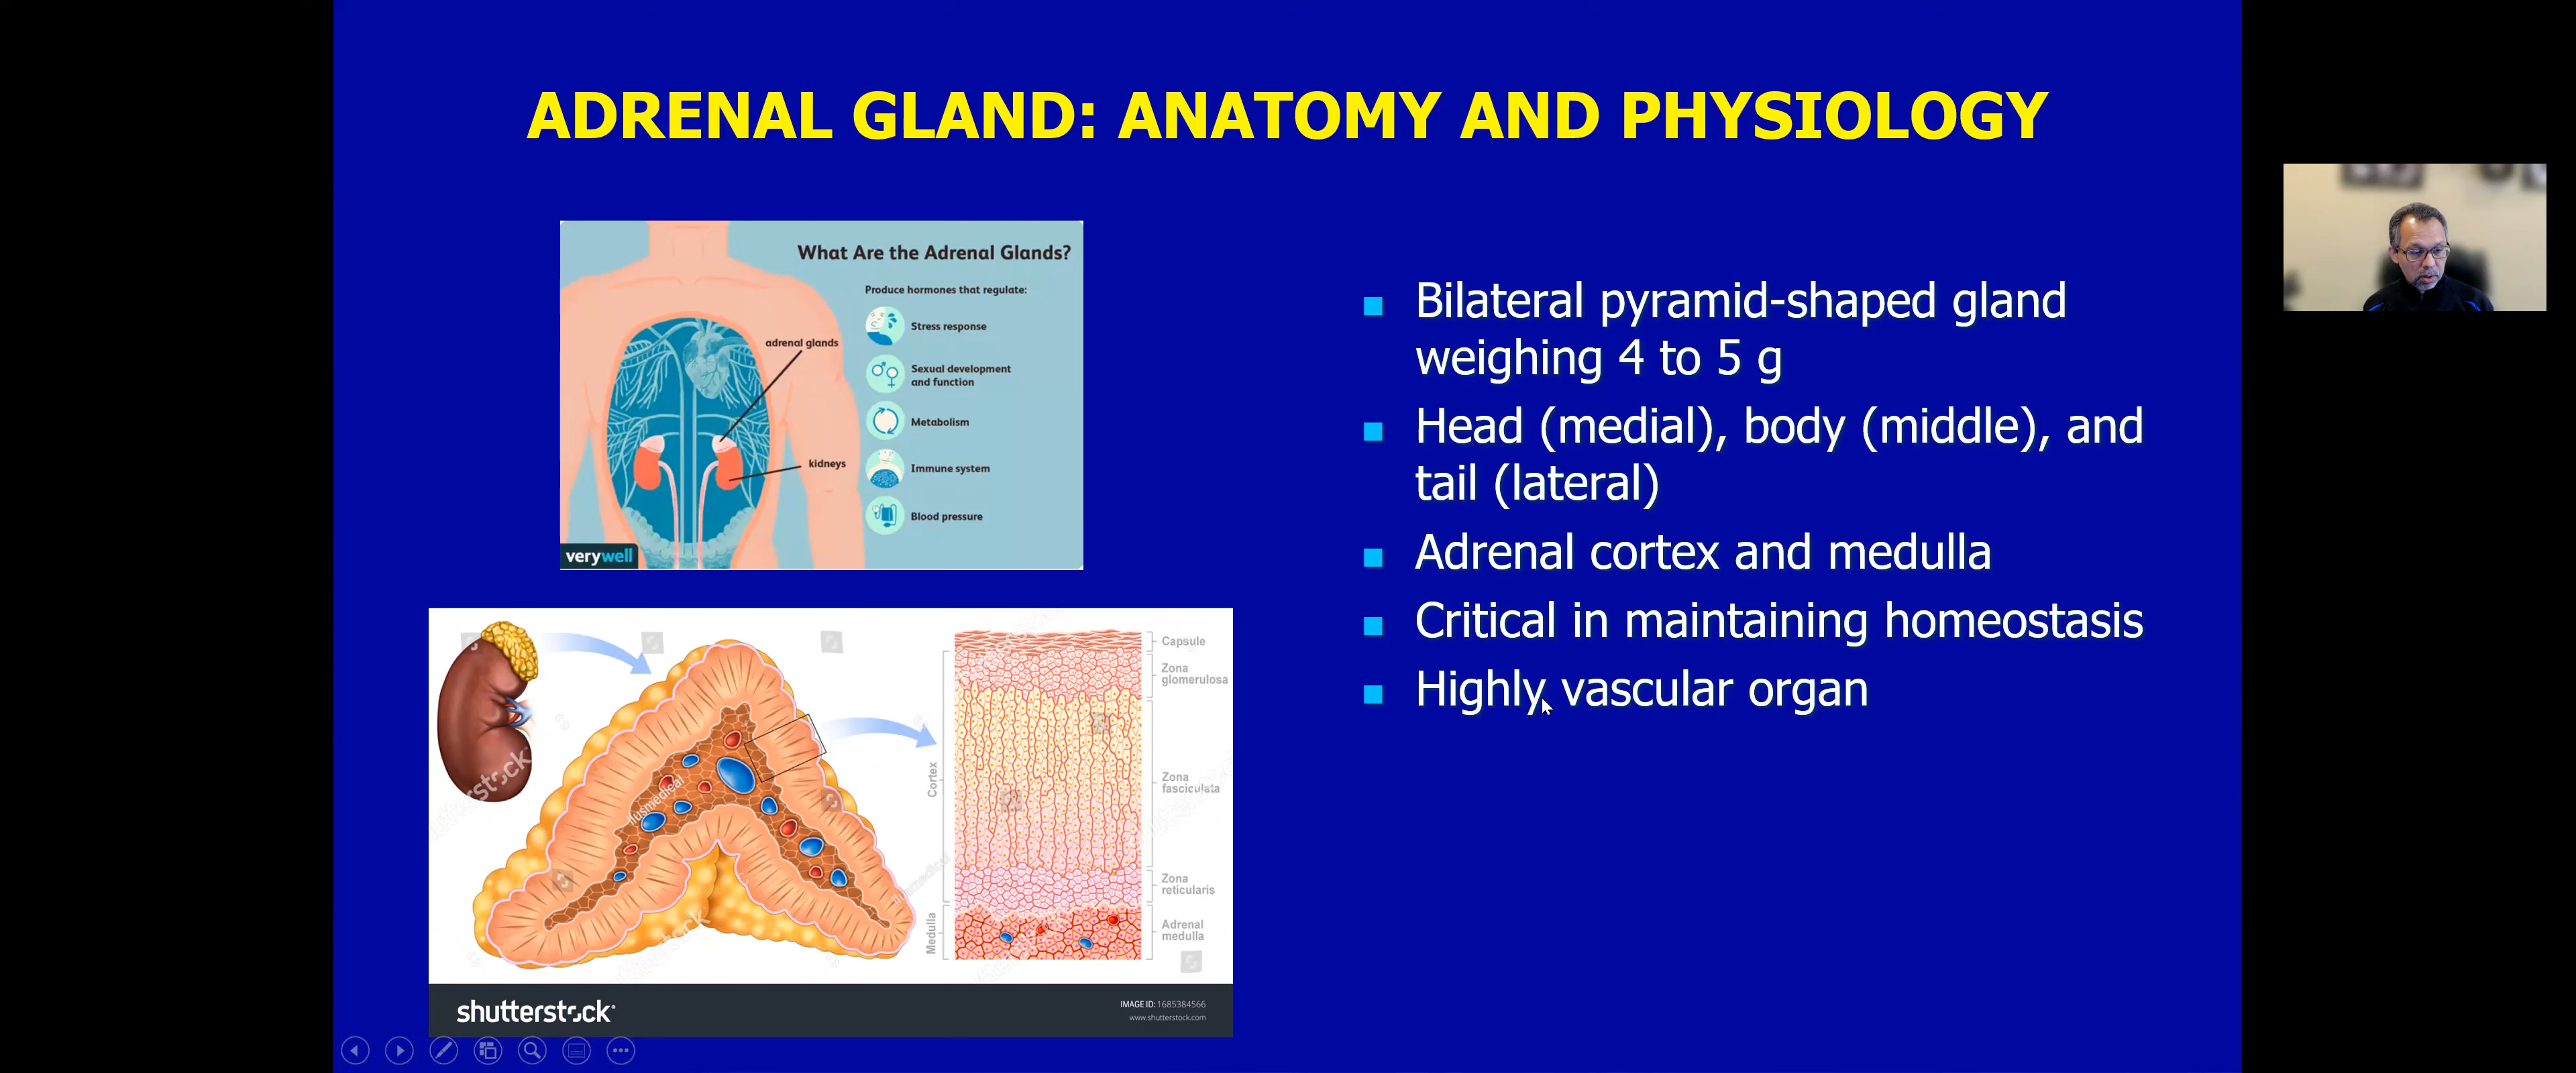 ADRENAL GLAND: ANATOMY AND PHYSIOLOGY
What Are the Adrenal Glands?
Produce hormones that regulate:
Stress response
adrenal glands
Sexual development
and function
Metabolism
kidneys
Immune system
Blood pressure
verywell
Bilateral pyramid-shaped gland
weighing 4 to 5 g
Head (medial), body (middle), and
tail (lateral)
Adrenal cortex and medulla
Critical in maintaining homeostasis
Highly vascular organ
Capsule
Zona
glomerulosa
Cortex
Zona
fasciculata
Zona
reticularis
Medulla
Adrenal
medulla
illusmedical
shutterstock
shutterstock
IMAGE ID: 1685384566
www.shutterstock.com